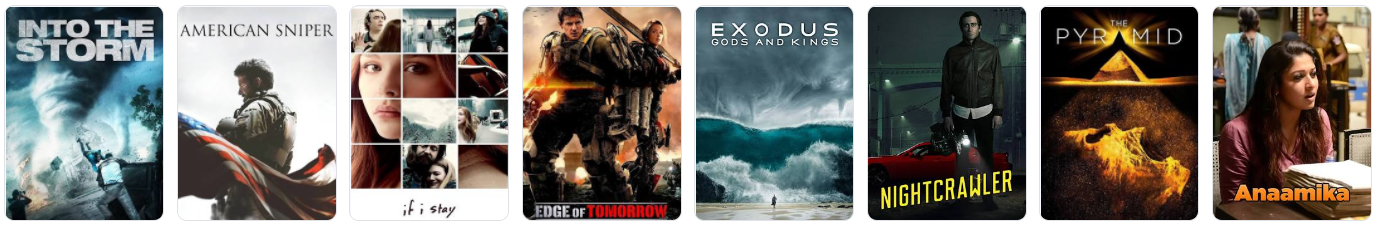 INTO THE
STORM
AMERICAN SNIPER
if i stay
EDGE OF TOMORROW
EXODUS
GODS AND KINGS
NIGHTCRAWLER
THE
PYRAMID
Anaamika